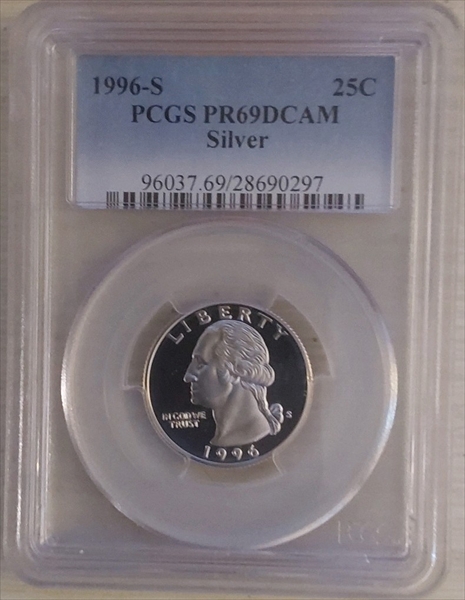 1996-S 25C
PCGS PR69DCAM
Silver
96037.69/28690297
LIBERTY
IN GOD WE
TRUST
S
1996